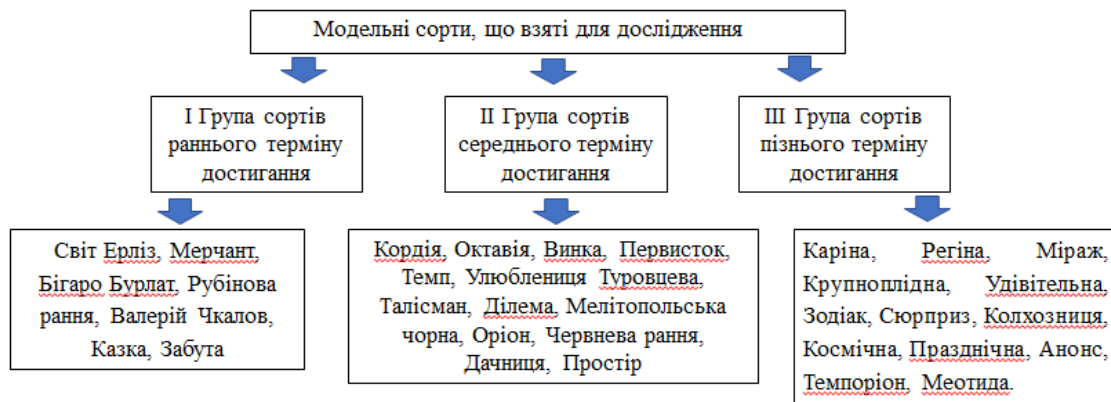 Модельні сорти, що взяті для дослідження
І Група сортів
раннього терміну
достигання
ІІ Група сортів
середнього терміну
достигання
ІІІ Група сортів
пізнього терміну
достигання
Світ Ерліз, Мерчант,
Бігаро Бурлат, Рубінова
рання, Валерій Чкалов,
Казка, Забута
Кордія, Октавія, Винка, Первисток,
Темп, Улюблениця Туровцева,
Талісман, Ділема, Мелітопольська
чорна, Оріон, Червнева рання,
Дачниця, Простір
Каріна, Регіна, Міраж,
Крупноплідна, Удівітельна,
Зодіак, Сюрприз, Колхозниця,
Космічна, Празднічна, Анонс,
Темпоріон, Меотида.